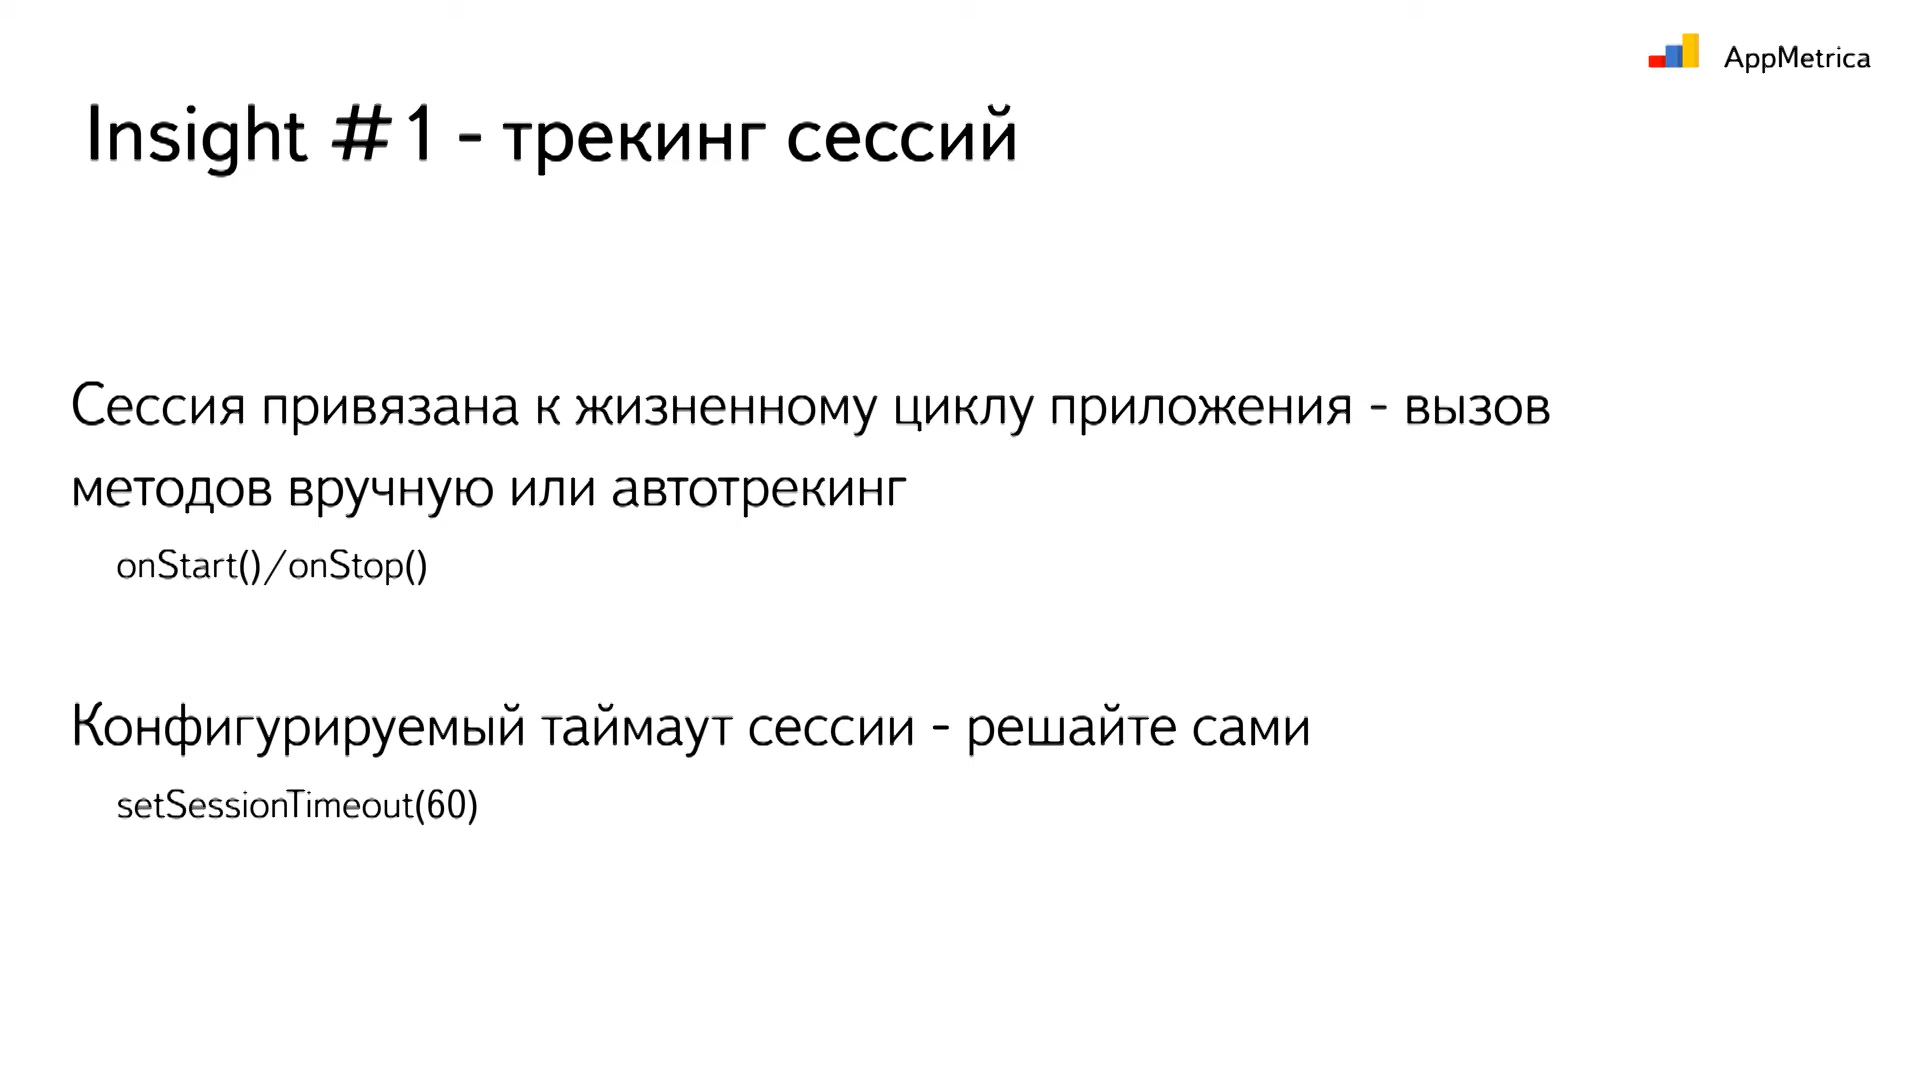 AppMetrica
Insight #1 - трекинг сессий
Сессия привязана к жизненному циклу приложения - вызов
методов вручную или автотрекинг
onStart()/onStop()
Конфигурируемый таймаут сессии - решайте сами
setSessionTimeout(60)